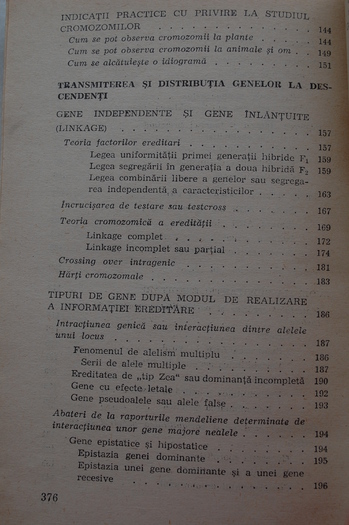 INDICAȚII PRACTICE CU PRIVIRE LA STUDIUL
CROMOZOMILOR . . . . . . . . . . . 144
Cum se pot observa cromozomii la plante . . . . . 144
Cum se pot observa cromozomii la animale și om . . 149
Cum se alcătuiește o idiogramă . . . . . . . . 151
TRANSMITEREA ȘI DISTRIBUȚIA GENELOR LA DES-
CENDENȚI
GENE INDEPENDENTE ȘI GENE ÎNLĂNȚUITE
(LINKAGE) . . . . . . . . . . . . . 157
Teoria factorilor ereditari . . . . . . . . . . 157
Legea uniformității primei generații hibride F₁ 159
Legea segregării în generația a doua hibridă F₂ 159
Legea combinării libere a genelor sau segrega-
rea independentă a caracteristicilor . . . . . 163
Incrucișarea de testare sau testcross . . . . . . . 167
Teoria cromozomică a eredității . . . . . . . . 169
Linkage complet . . . . . . . . . . . 172
Linkage incomplet sau parțial . . . . . . . 174
Crossing over intragenic . . . . . . . . . . 181
Hărți cromozomale . . . . . . . . . . . . 183
TIPURI DE GENE DUPĂ MODUL DE REALIZARE
A INFORMAȚIEI EREDITARE . . . . . . . . 186
Intracțiunea genică sau interacțiunea dintre alelele
unui locus . . . . . . . . . . . . . . 187
Fenomenul de alelism multiplu . . . . . . . 186
Serii de alele multiple . . . . . . . . . 187
Ereditatea de „tip Zea“ sau dominanță incompletă 190
Gene cu efecte letale . . . . . . . . . . 192
Gene pseudoalele sau alele false . . . . . . . 193
Abateri de la raporturile mendeliene determinate de
interacțiunea unor gene majore nealele . . . . . 194
Gene epistatice și hipostatice . . . . . . . . 194
Epistazia genei dominante . . . . . . . . 195
Epistazia unei gene dominante și a unei gene
recesive . . . . . . . . . . . . . . 196
376